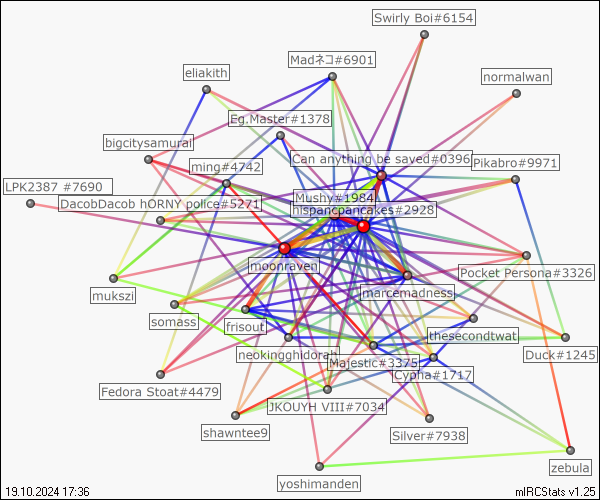 Swirly Boi#6154
Madネコ#6901
eliakith
normalwan
Eg.Master#1378
bigcitysamurai
Can anything be saved#0396
ming#4742
Pikabro#9971
LPK2387 #7690
Mushy#1984
DacobDacob hORNY police#5271
hispancpancakes#2928
moonraven
Pocket Persona#3326
mukszi
marcemadness
somass
frisout
thesecondtwat
neokingghidorah
Duck#1245
Majestic#3375
Cypha#1717
Fedora Stoat#4479
JKOUYH VIII#7034
shawntee9
Silver#7938
zebula
yoshimanden
19.10.2024 17:36
mIRCStats v1.25